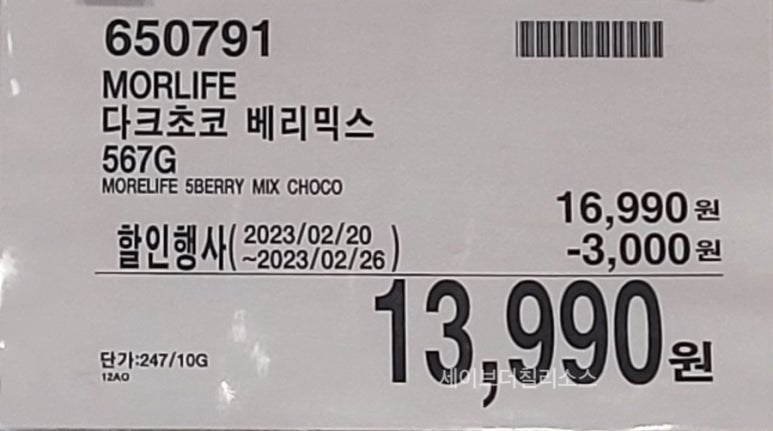 650791
MORLIFE
다크초코 베리믹스
567G
MORELIFE 5BERRY MIX CHOCO
16,990원
할인행사( 2023/02/20 ~2023/02/26 ) -3,000원
13,990원
세이브더칠리소스
단가:247/10G
12AO